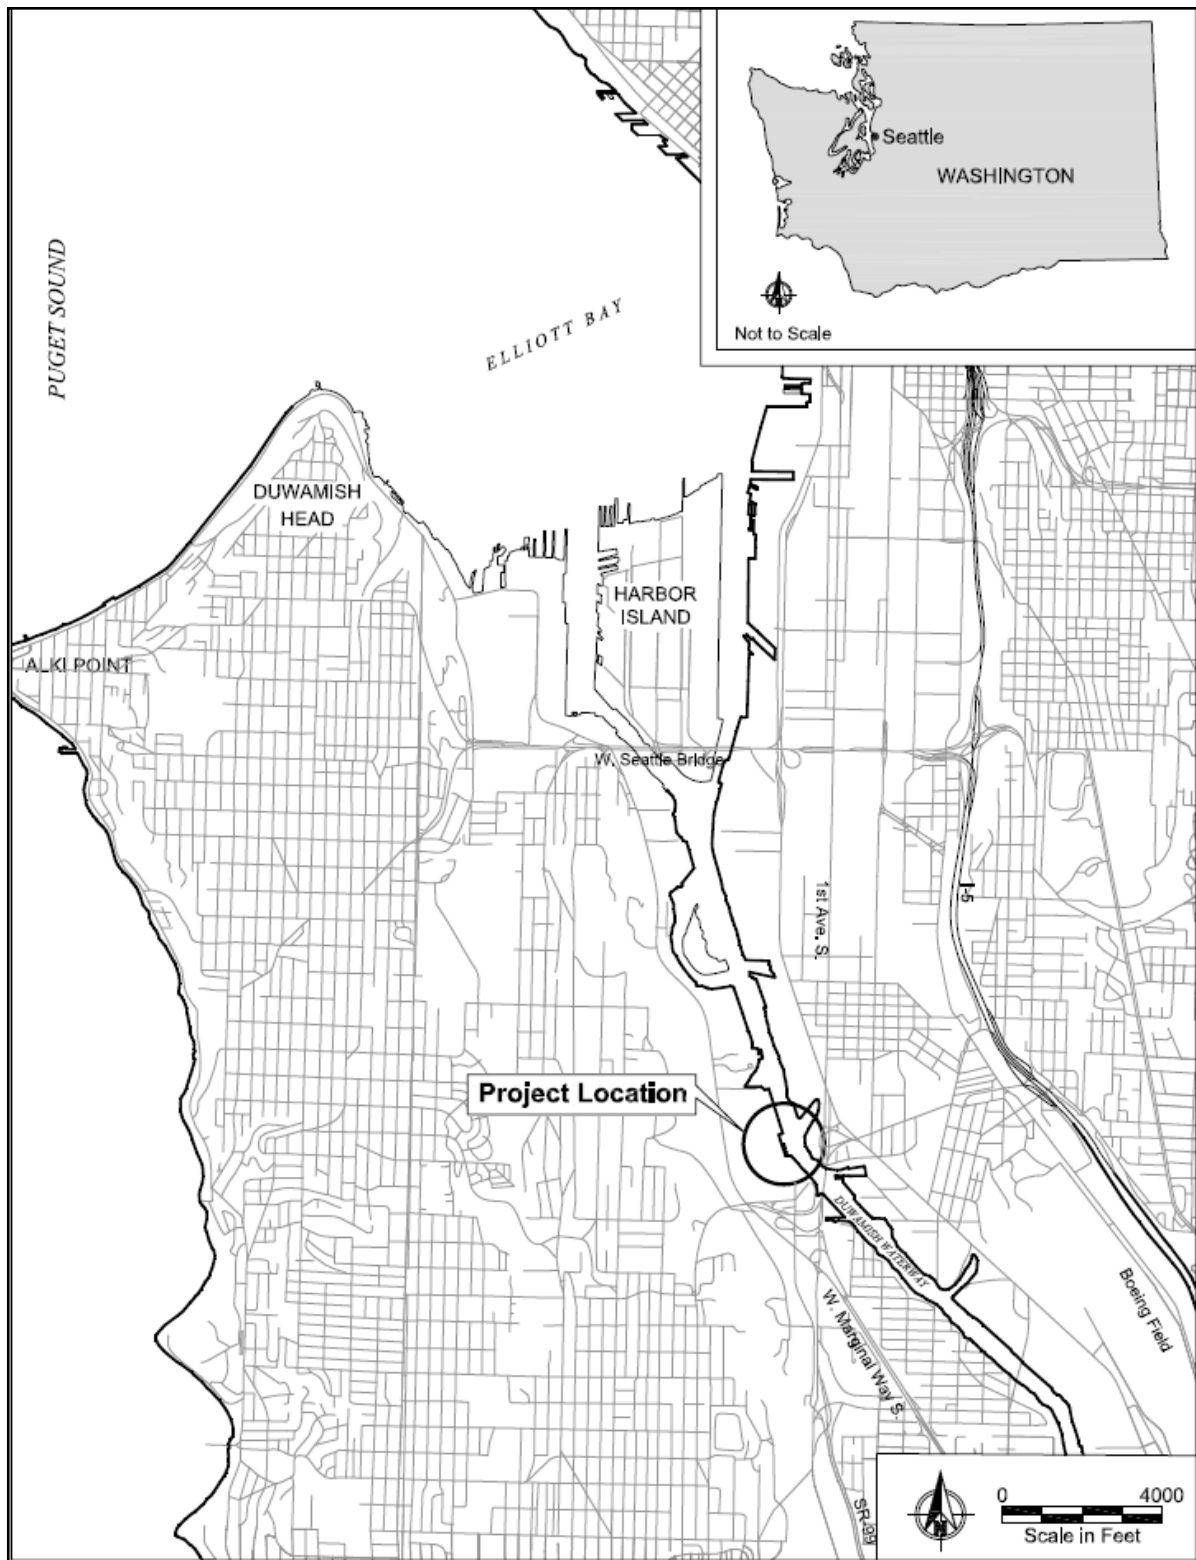 Seattle
WASHINGTON
Not to Scale
PUGET SOUND
ELLIOTT BAY
DUWAMISH
HEAD
HARBOR
ISLAND
ALKI POINT
W. Seattle Bridge
1st Ave. S.
I-5
Project Location
DUWAMISH WATERWAY
Boeing Field
W. Marginal Way S.
SR-99
N
0 4000
Scale in Feet